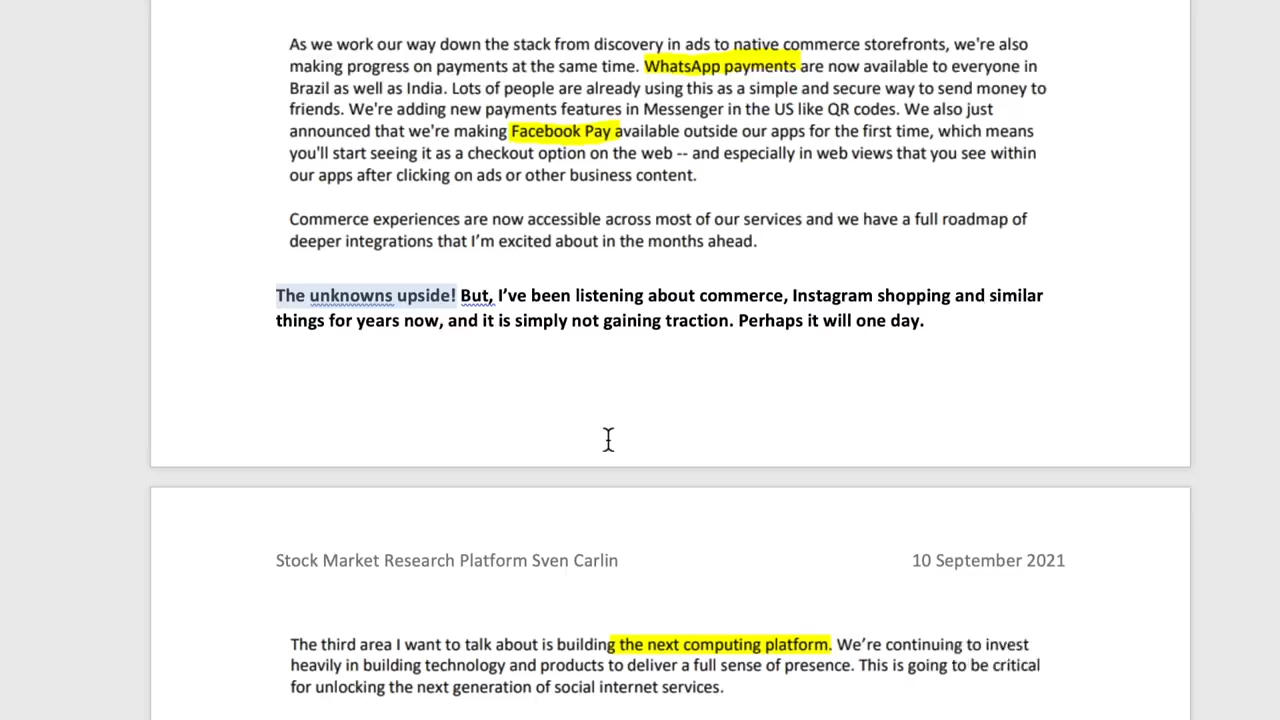 As we work our way down the stack from discovery in ads to native commerce storefronts, we're also
making progress on payments at the same time. WhatsApp payments are now available to everyone in
Brazil as well as India. Lots of people are already using this as a simple and secure way to send money to
friends. We're adding new payments features in Messenger in the US like QR codes. We also just
announced that we're making Facebook Pay available outside our apps for the first time, which means
you'll start seeing it as a checkout option on the web -- and especially in web views that you see within
our apps after clicking on ads or other business content.
Commerce experiences are now accessible across most of our services and we have a full roadmap of
deeper integrations that I'm excited about in the months ahead.
The unknowns upside! But, I've been listening about commerce, Instagram shopping and similar
things for years now, and it is simply not gaining traction. Perhaps it will one day.
Stock Market Research Platform Sven Carlin 10 September 2021
The third area I want to talk about is building the next computing platform. We're continuing to invest
heavily in building technology and products to deliver a full sense of presence. This is going to be critical
for unlocking the next generation of social internet services.